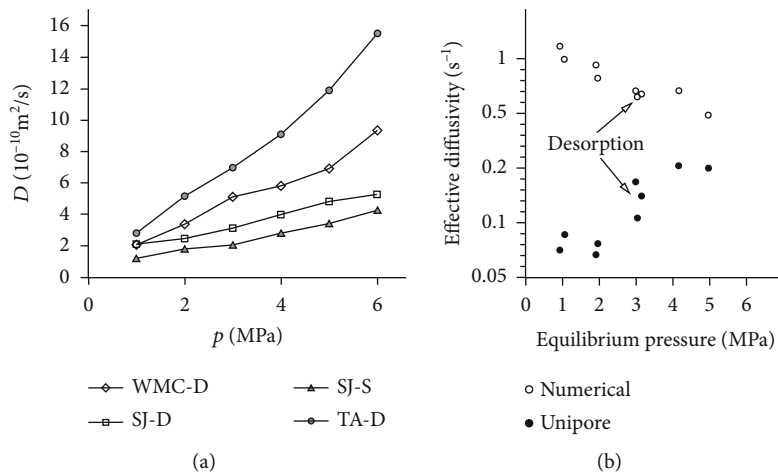 16
14
12
10
8
6
4
2
0
D (10⁻¹⁰m²/s)
0 2 4 6
p (MPa)
WMC-D
SJ-S
SJ-D
TA-D
(a)
1
0.5
0.2
0.1
0.05
Effective diffusivity (s⁻¹)
Desorption
0 1 2 3 4 5 6
Equilibrium pressure (MPa)
Numerical
Unipore
(b)